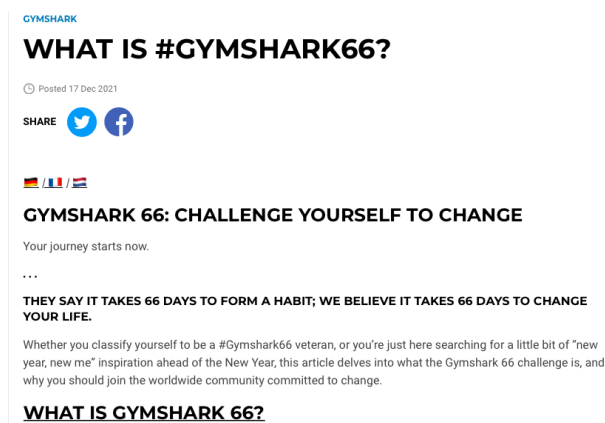 GYMSHARK
WHAT IS #GYMSHARK66?
Posted 17 Dec 2021
SHARE
/ /
GYMSHARK 66: CHALLENGE YOURSELF TO CHANGE
Your journey starts now.
...
THEY SAY IT TAKES 66 DAYS TO FORM A HABIT; WE BELIEVE IT TAKES 66 DAYS TO CHANGE
YOUR LIFE.
Whether you classify yourself to be a #Gymshark66 veteran, or you're just here searching for a little bit of "new
year, new me" inspiration ahead of the New Year, this article delves into what the Gymshark 66 challenge is, and
why you should join the worldwide community committed to change.
WHAT IS GYMSHARK 66?